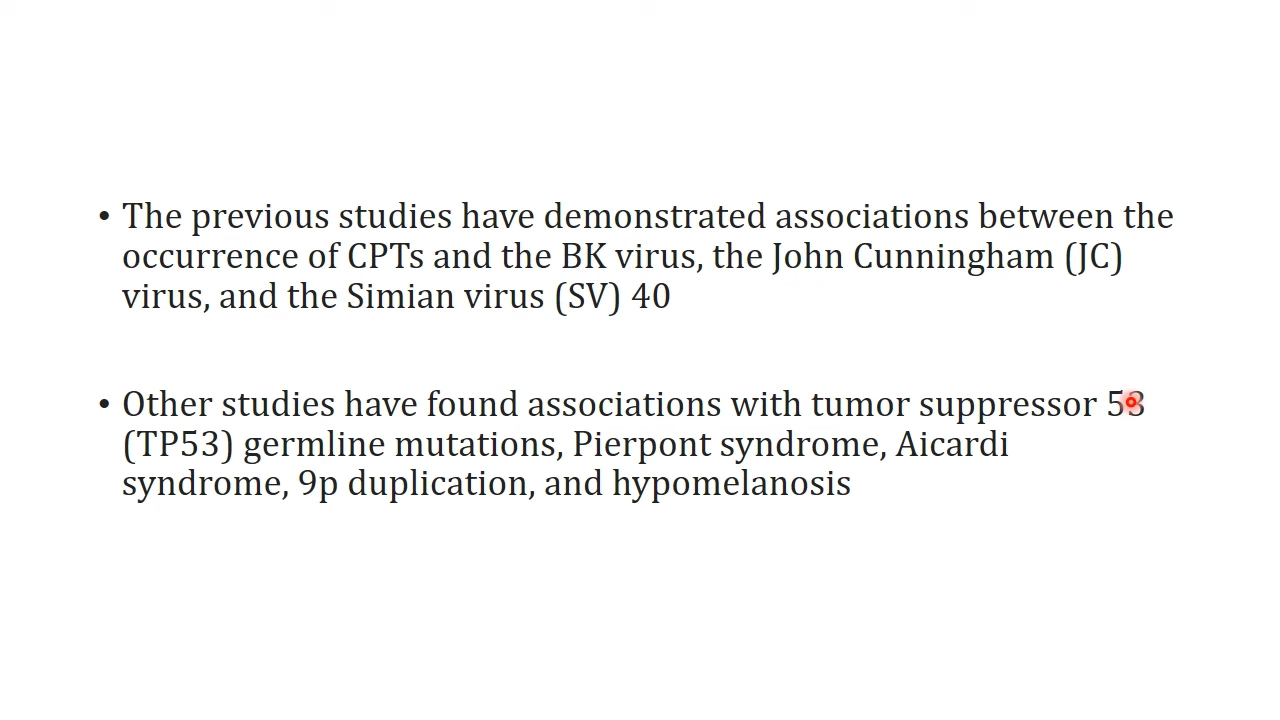 • The previous studies have demonstrated associations between the
occurrence of CPTs and the BK virus, the John Cunningham (JC)
virus, and the Simian virus (SV) 40
• Other studies have found associations with tumor suppressor 53
(TP53) germline mutations, Pierpont syndrome, Aicardi
syndrome, 9p duplication, and hypomelanosis